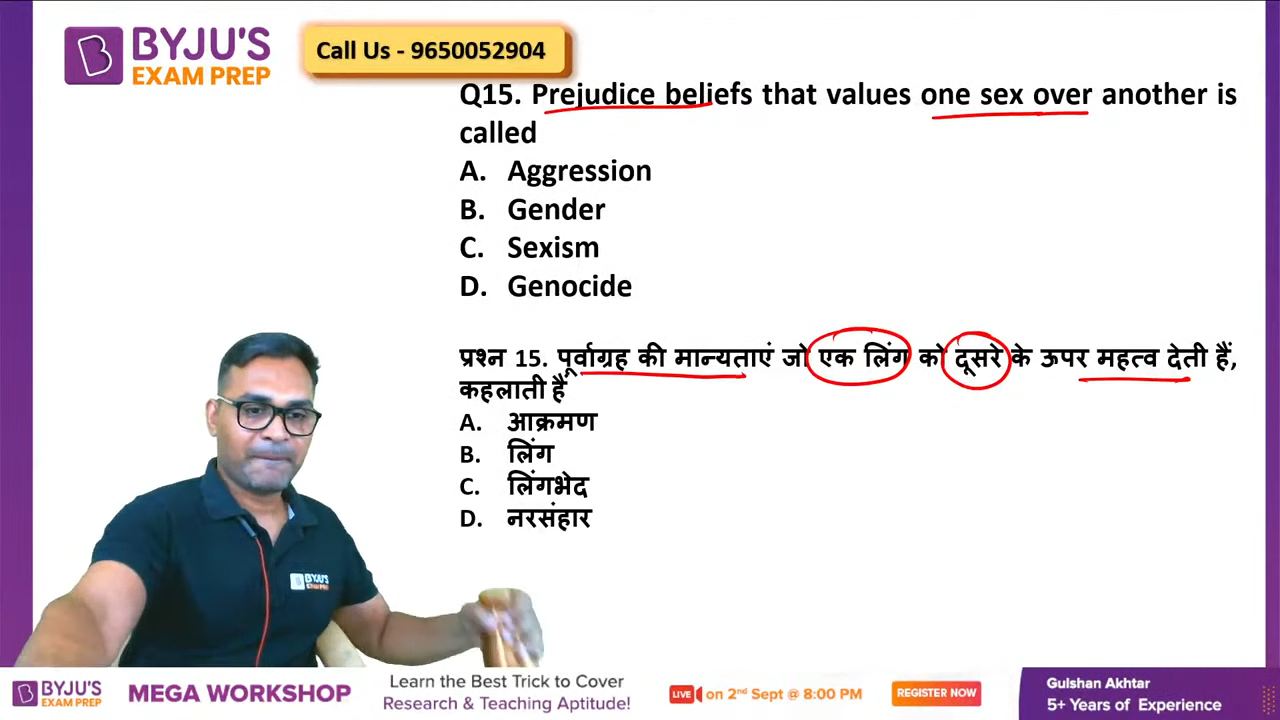 BYJU'S
EXAM PREP
Call Us - 9650052904
Q15. Prejudice beliefs that values one sex over another is
called
A. Aggression
B. Gender
C. Sexism
D. Genocide
प्रश्न 15. पूर्वाग्रह की मान्यताएं जो एक लिंग को दूसरे के ऊपर महत्व देती हैं,
कहलाती हैं
A. आक्रमण
B. लिंग
C. लिंगभेद
D. नरसंहार
BYJU'S
BYJU'S
EXAM PREP
MEGA WORKSHOP
Learn the Best Trick to Cover
Research & Teaching Aptitude!
LIVE on 2nd Sept @ 8:00 PM
REGISTER NOW
Gulshan Akhtar
5+ Years of Experience